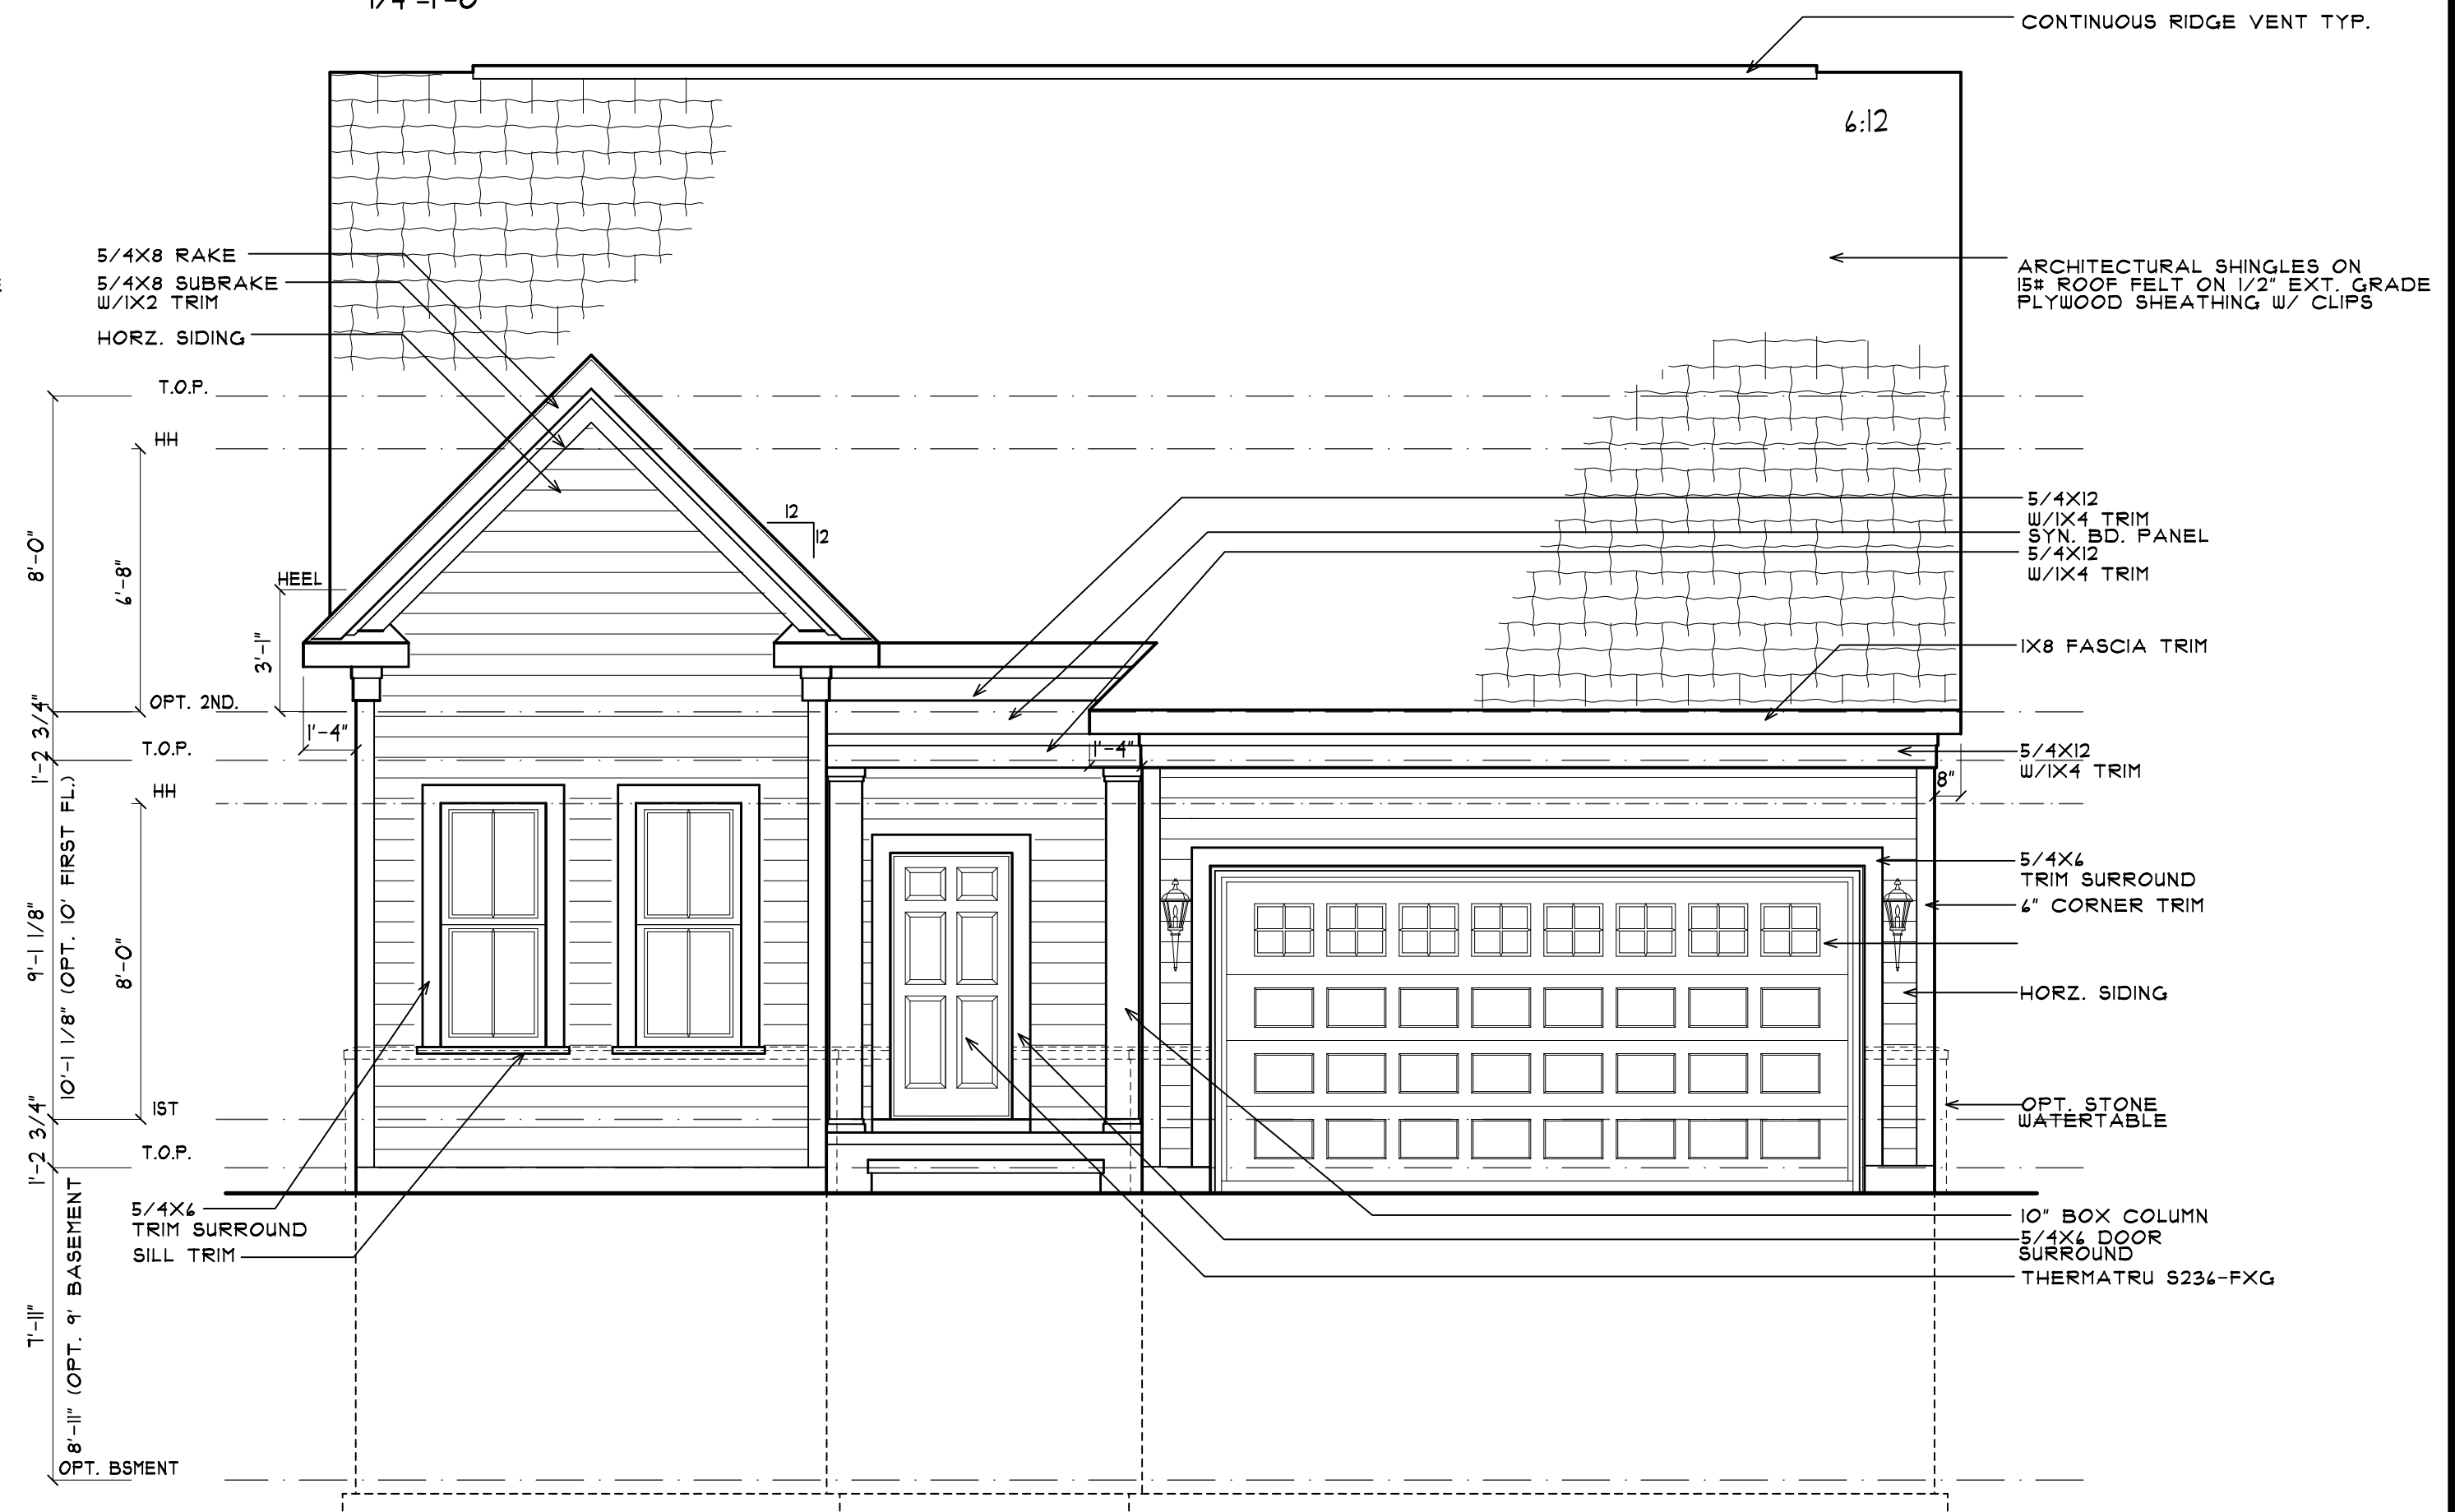 1/4"=1'-0"
CONTINUOUS RIDGE VENT TYP.
6:12
5/4X8 RAKE
5/4X8 SUBRAKE
W/1X2 TRIM
HORZ. SIDING
ARCHITECTURAL SHINGLES ON
15# ROOF FELT ON 1/2" EXT. GRADE
PLYWOOD SHEATHING W/ CLIPS
T.O.P.
HH
8'-0"
6'-8"
12
12
HEEL
3'-1"
5/4X12
W/1X4 TRIM
SYN. BD. PANEL
5/4X12
W/1X4 TRIM
1X8 FASCIA TRIM
OPT. 2ND.
1'-4"
1'-2 3/4"
T.O.P.
1'-4"
5/4X12
W/1X4 TRIM
8"
HH
9'-1 1/8"
10'-1 1/8" (OPT. 10' FIRST FL.)
8'-0"
5/4X6
TRIM SURROUND
6" CORNER TRIM
HORZ. SIDING
1ST
OPT. STONE
WATERTABLE
1'-2 3/4"
T.O.P.
5/4X6
TRIM SURROUND
SILL TRIM
10" BOX COLUMN
5/4X6 DOOR
SURROUND
THERMATRU S236-FXG
7'-11"
8'-11" (OPT. 9' BASEMENT
OPT. BSMENT